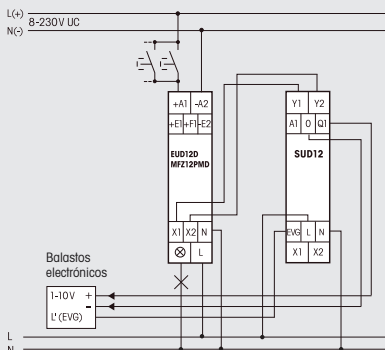 L(+)
N(-)
8-230V UC
+A1 -A2
+E1 +F1 -E2
EUD12D
MFZ12PMD
X1 X2 N
L
Y1 Y2
A1 0 Q1
SUD12
EVG L N
X1 X2
Balastos
electrónicos
1-10V +
-
L' (EVG)
L
N